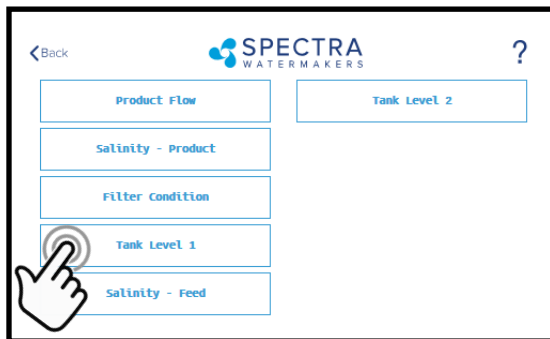 Back
SPECTRA
WATERMAKERS
?
Product Flow
Tank Level 2
Salinity - Product
Filter Condition
Tank Level 1
Salinity - Feed